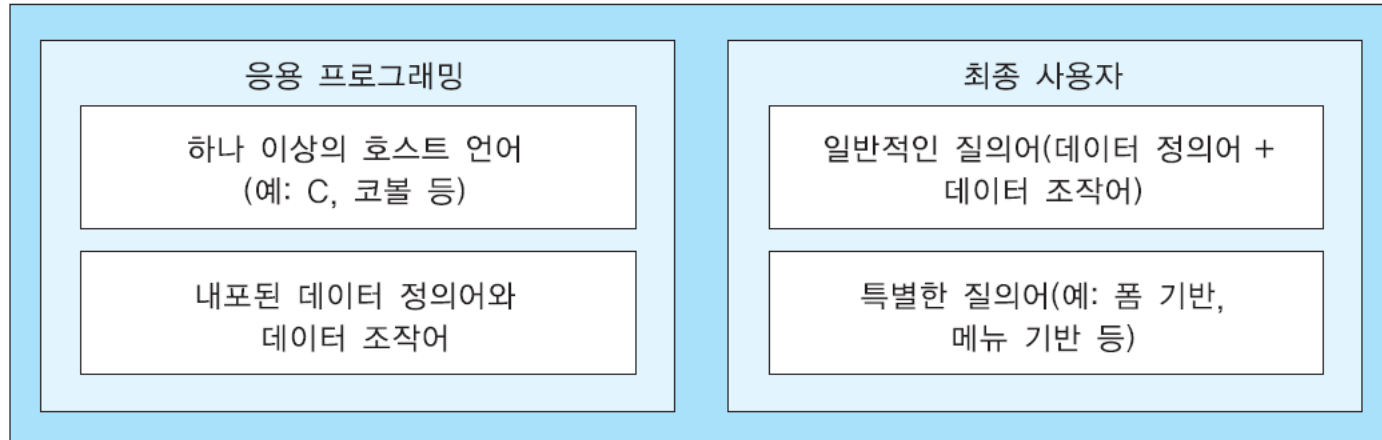 응용 프로그래밍
하나 이상의 호스트 언어
(예: C, 코볼 등)
내포된 데이터 정의어와
데이터 조작어
최종 사용자
일반적인 질의어(데이터 정의어 +
데이터 조작어)
특별한 질의어(예: 폼 기반,
메뉴 기반 등)